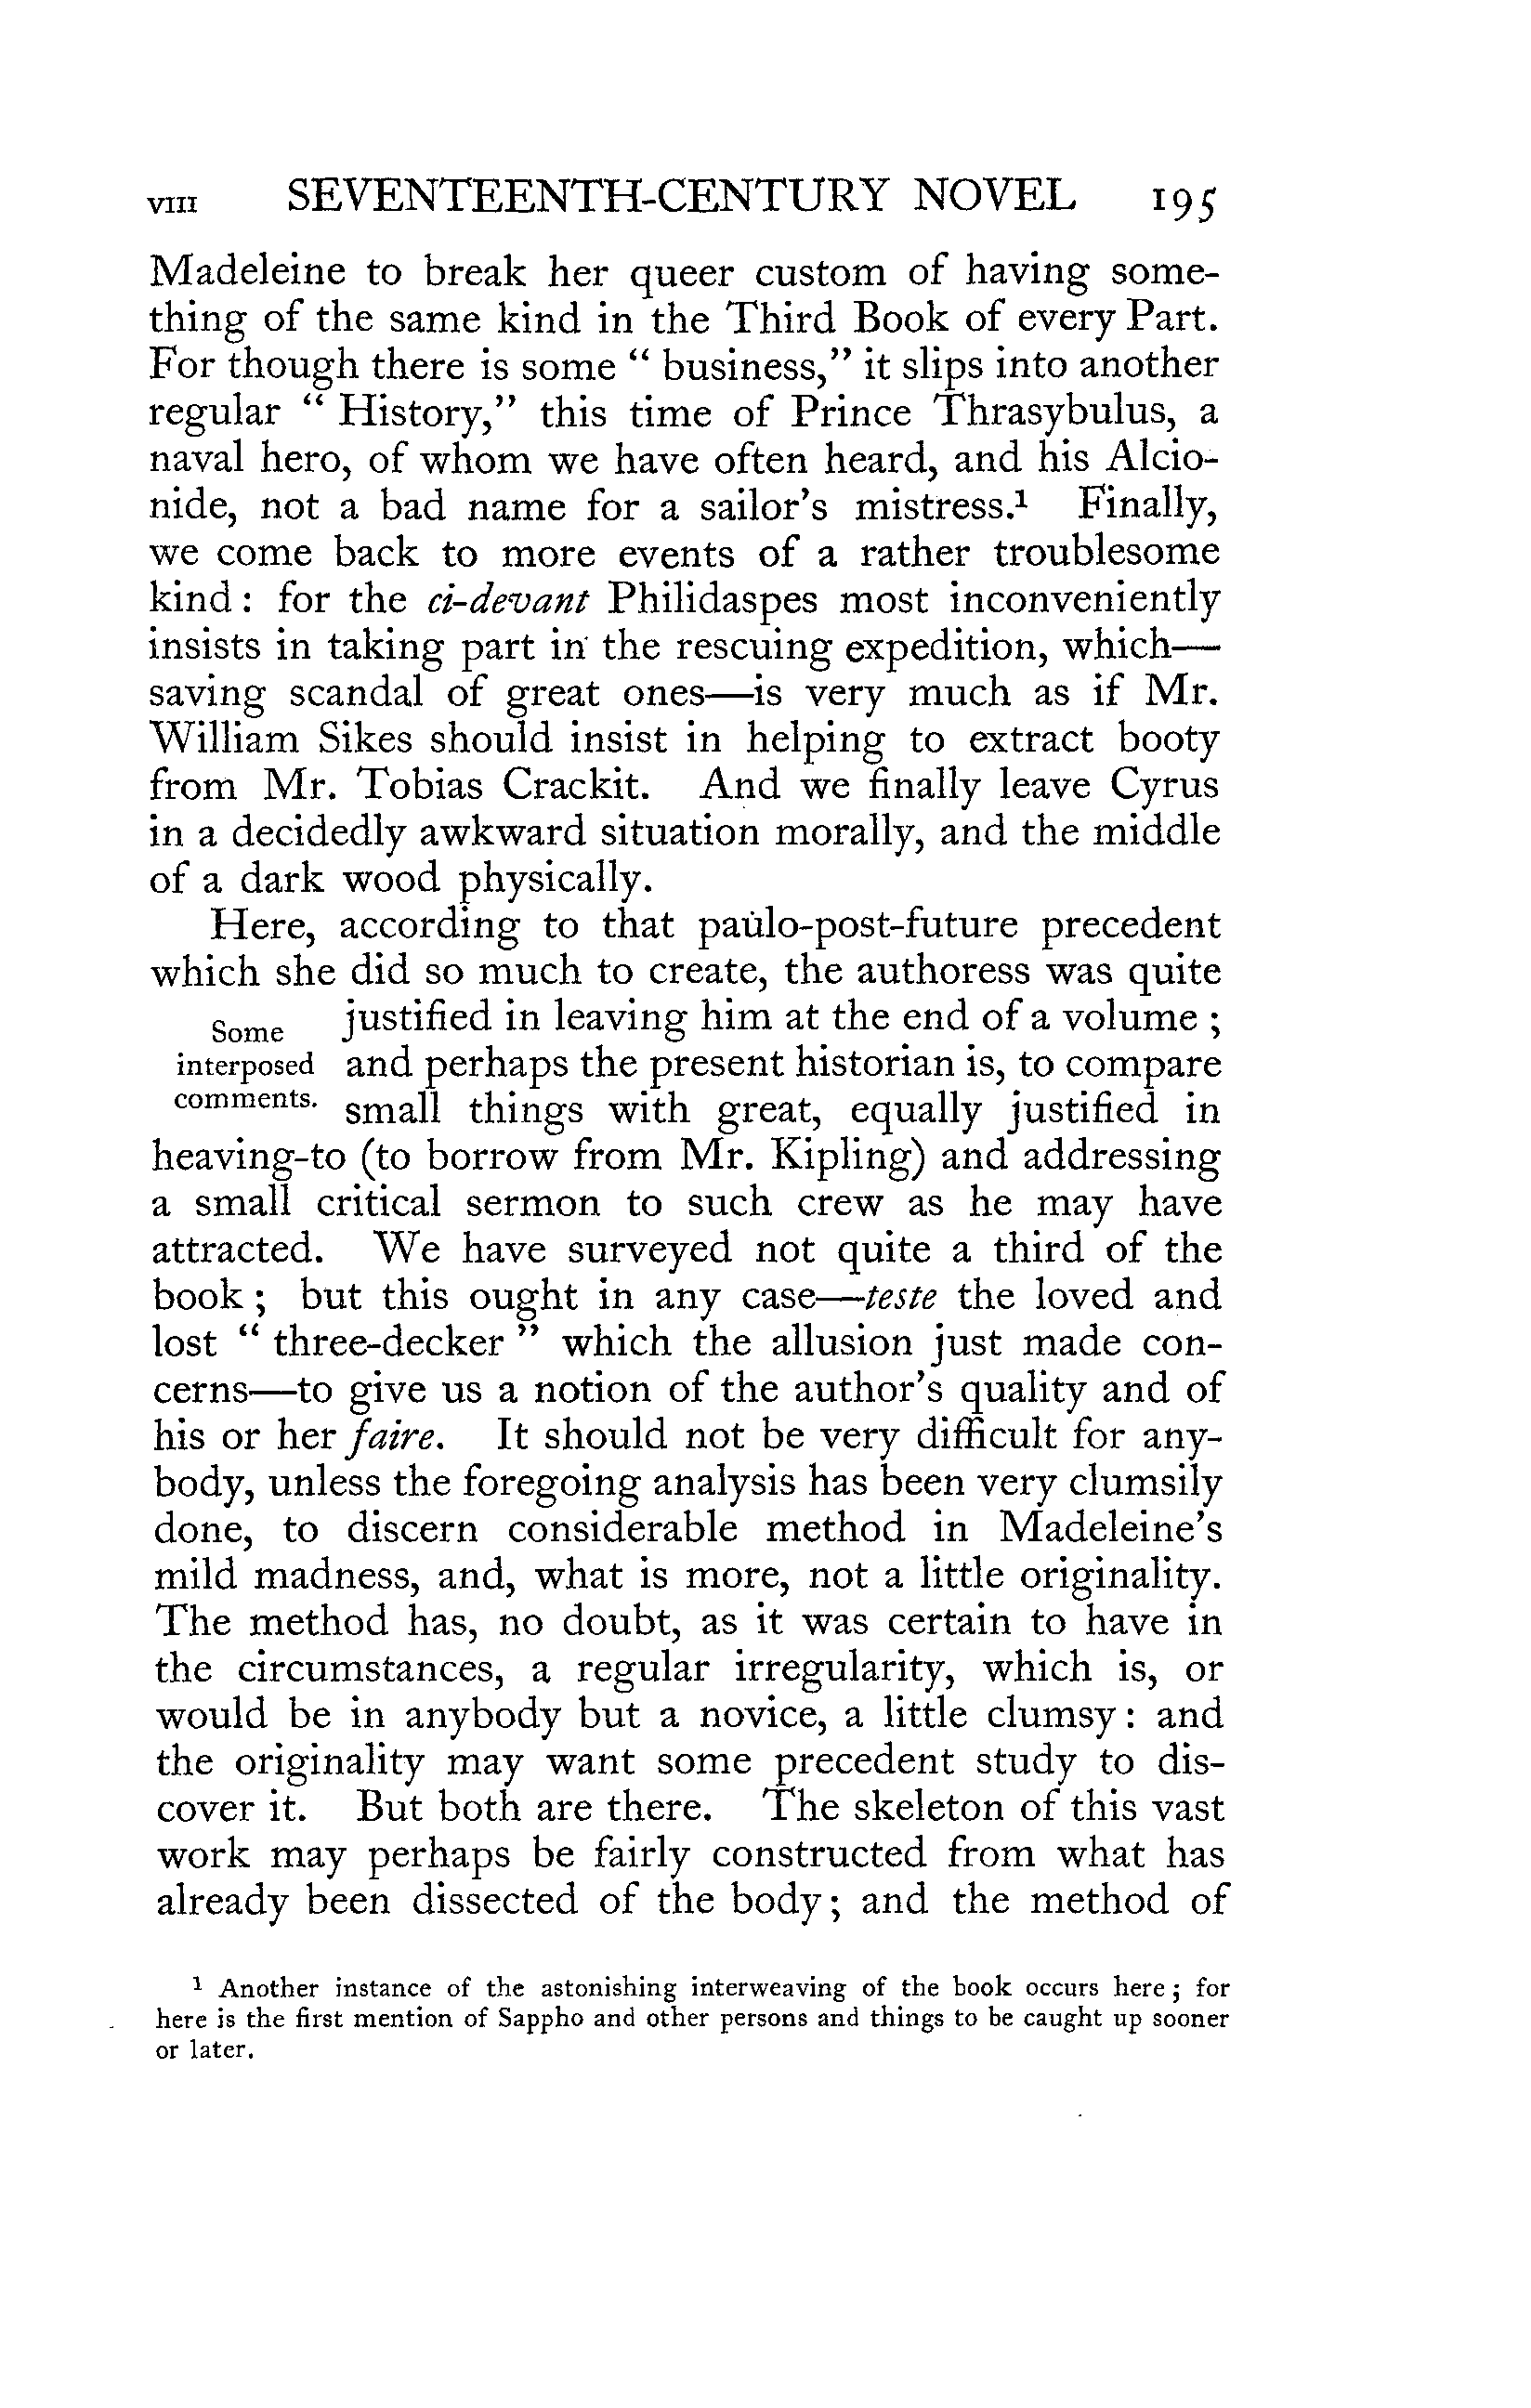 VIII SEVENTEENTH-CENTURY NOVEL 195
Madeleine to break her queer custom of having some-
thing of the same kind in the Third Book of every Part.
For though there is some “ business,” it slips into another
regular “ History,” this time of Prince Thrasybulus, a
naval hero, of whom we have often heard, and his Alcio-
nide, not a bad name for a sailor’s mistress.¹ Finally,
we come back to more events of a rather troublesome
kind : for the ci-devant Philidaspes most inconveniently
insists in taking part in the rescuing expedition, which—
saving scandal of great ones—is very much as if Mr.
William Sikes should insist in helping to extract booty
from Mr. Tobias Crackit. And we finally leave Cyrus
in a decidedly awkward situation morally, and the middle
of a dark wood physically.
Here, according to that paulo-post-future precedent
which she did so much to create, the authoress was quite
Some
interposed
comments.
justified in leaving him at the end of a volume ;
and perhaps the present historian is, to compare
small things with great, equally justified in
heaving-to (to borrow from Mr. Kipling) and addressing
a small critical sermon to such crew as he may have
attracted. We have surveyed not quite a third of the
book ; but this ought in any case—teste the loved and
lost “ three-decker ” which the allusion just made con-
cerns—to give us a notion of the author’s quality and of
his or her faire. It should not be very difficult for any-
body, unless the foregoing analysis has been very clumsily
done, to discern considerable method in Madeleine’s
mild madness, and, what is more, not a little originality.
The method has, no doubt, as it was certain to have in
the circumstances, a regular irregularity, which is, or
would be in anybody but a novice, a little clumsy : and
the originality may want some precedent study to dis-
cover it. But both are there. The skeleton of this vast
work may perhaps be fairly constructed from what has
already been dissected of the body ; and the method of
¹ Another instance of the astonishing interweaving of the book occurs here ; for
here is the first mention of Sappho and other persons and things to be caught up sooner
or later.